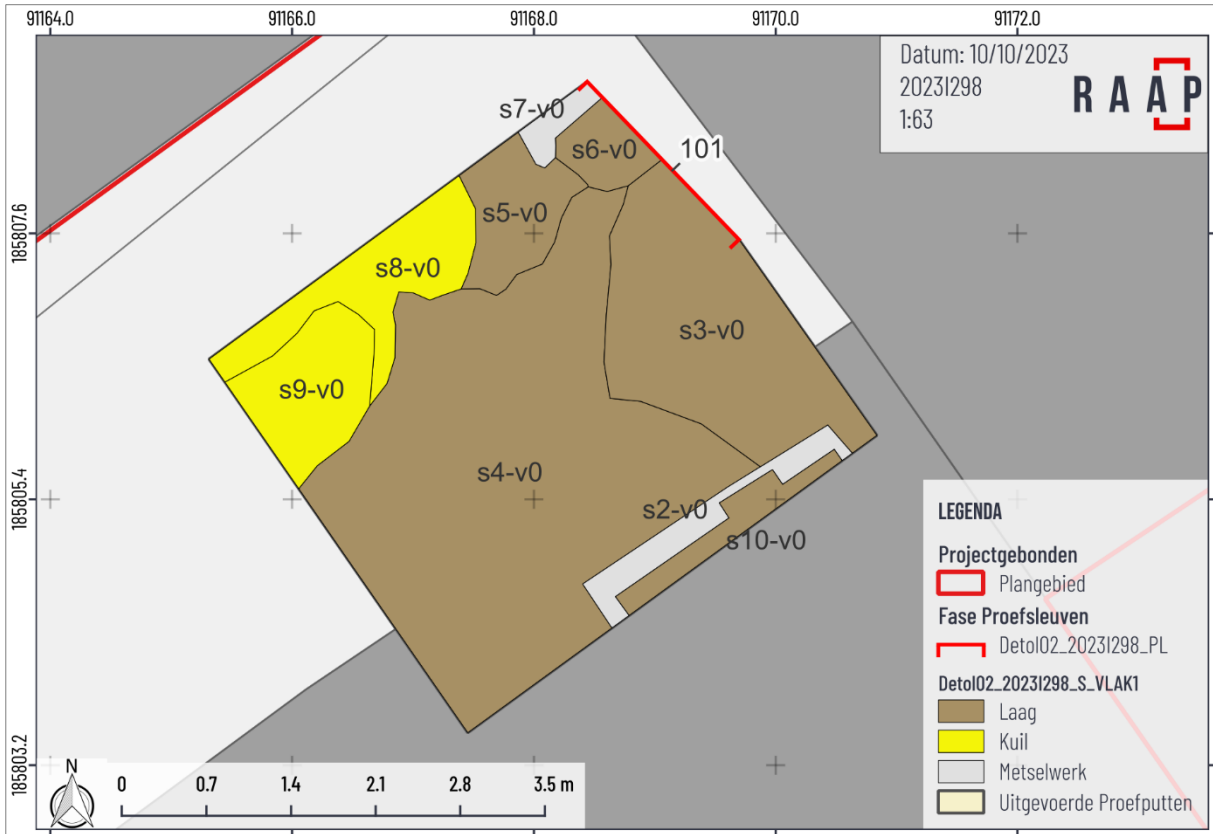 91164.0 91166.0 91168.0 91170.0 91172.0
Datum: 10/10/2023
2023I298
1:63
RAAP
s7-v0
s6-v0
101
s5-v0
185807.6
s8-v0
s3-v0
s9-v0
s4-v0
185805.4
s2-v0
s10-v0
LEGENDA
Projectgebonden
Plangebied
Fase Proefsleuven
Detol02_2023I298_PL
Detol02_2023I298_S_VLAK1
Laag
Kuil
Metselwerk
Uitgevoerde Proefputten
185803.2
N
0 0.7 1.4 2.1 2.8 3.5 m